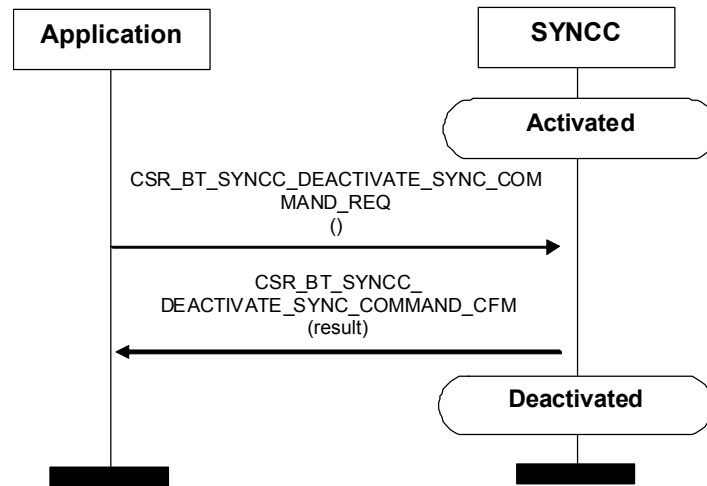 Application
SYNCC
Activated
CSR_BT_SYNCC_DEACTIVATE_SYNC_COM
MAND_REQ
()
CSR_BT_SYNCC_
DEACTIVATE_SYNC_COMMAND_CFM
(result)
Deactivated